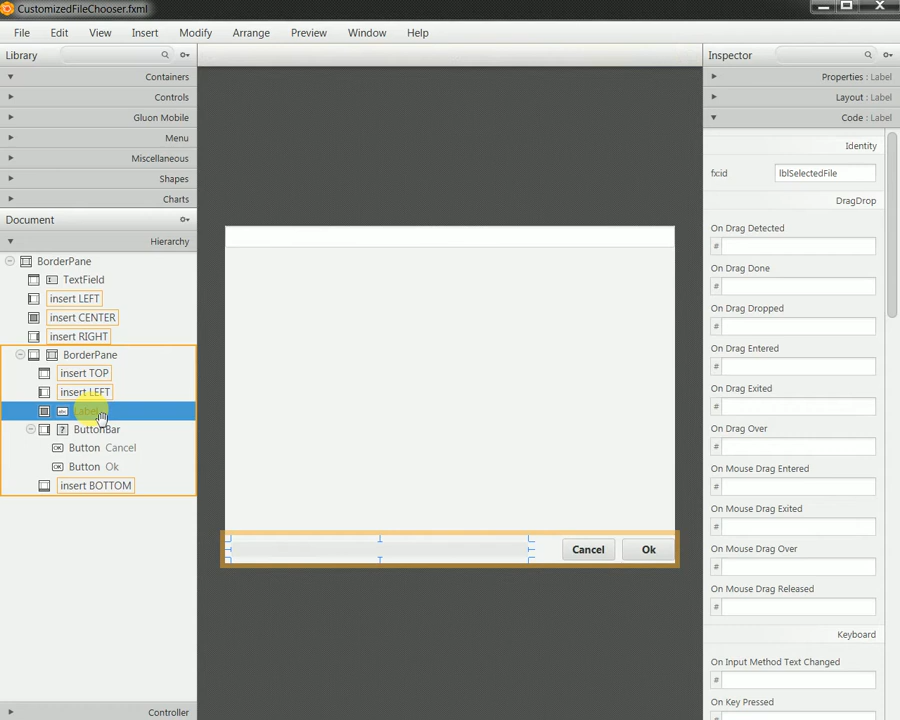 CustomizedFileChooser.fxml
File Edit View Insert Modify Arrange Preview Window Help
Library
Containers
Controls
Gluon Mobile
Menu
Miscellaneous
Shapes
Charts
Document
Hierarchy
BorderPane
TextField
insert LEFT
insert CENTER
insert RIGHT
BorderPane
insert TOP
insert LEFT
Label
? ButtonBar
OK Button Cancel
OK Button Ok
insert BOTTOM
Controller
Cancel Ok
Inspector
Properties : Label
Layout : Label
Code : Label
Identity
fx:id lblSelectedFile
DragDrop
On Drag Detected
#
On Drag Done
#
On Drag Dropped
#
On Drag Entered
#
On Drag Exited
#
On Drag Over
#
On Mouse Drag Entered
#
On Mouse Drag Exited
#
On Mouse Drag Over
#
On Mouse Drag Released
#
Keyboard
On Input Method Text Changed
#
On Key Pressed
#